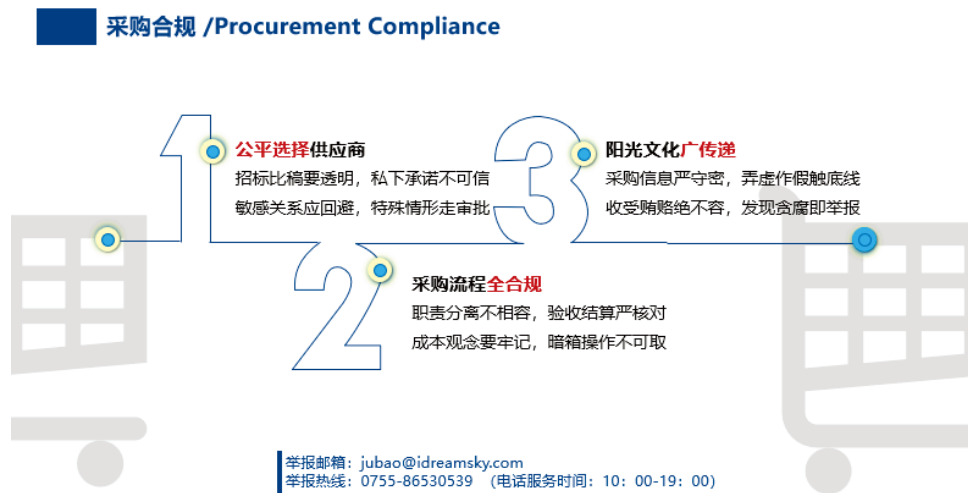 采购合规 /Procurement Compliance
1
公平选择供应商
招标比稿要透明，私下承诺不可信
敏感关系应回避，特殊情形走审批
2
采购流程全合规
职责分离不相容，验收结算严核对
成本观念要牢记，暗箱操作不可取
3
阳光文化广传递
采购信息严守密，弄虚作假触底线
收受贿赂绝不容，发现贪腐即举报
举报邮箱：jubao@idreamsky.com
举报热线：0755-86530539 （电话服务时间：10：00-19：00）